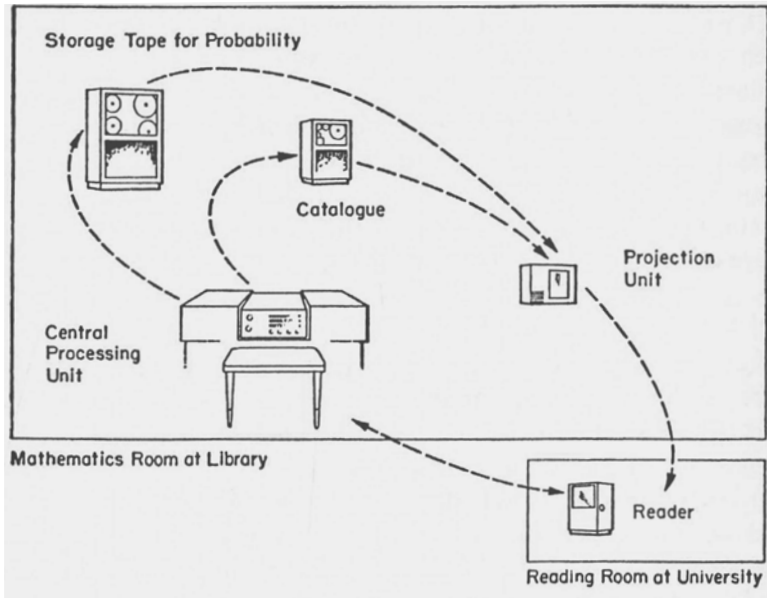 Storage Tape for Probability
Catalogue
Projection
Unit
Central
Processing
Unit
Mathematics Room at Library
Reader
Reading Room at University